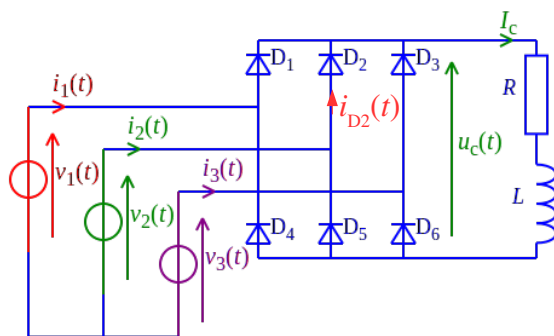 I_c
D_1 D_2 D_3
i_1(t)
R
i_D2(t)
i_2(t)
u_c(t)
v_1(t)
i_3(t)
L
v_2(t)
D_4 D_5 D_6
v_3(t)